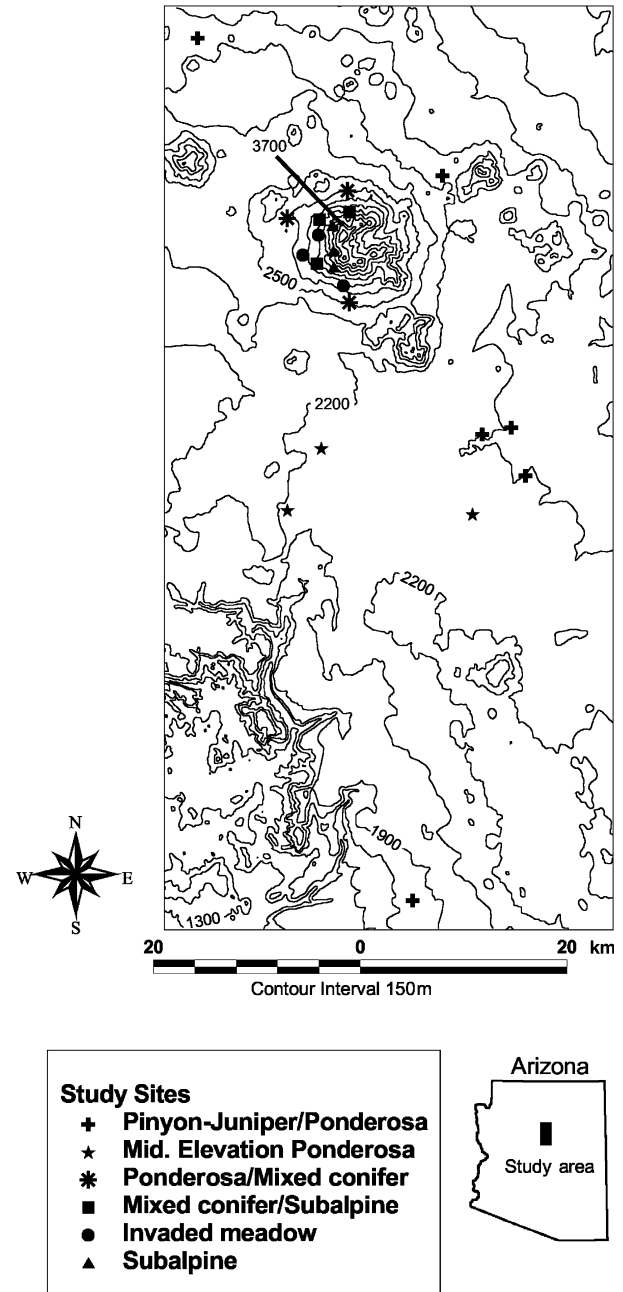 3700
2500
2200
2200
1900
1300
N
W E
S
20 0 20 km
Contour Interval 150m
Arizona
Study area
Study Sites
Pinyon-Juniper/Ponderosa
Mid. Elevation Ponderosa
Ponderosa/Mixed conifer
Mixed conifer/Subalpine
Invaded meadow
Subalpine